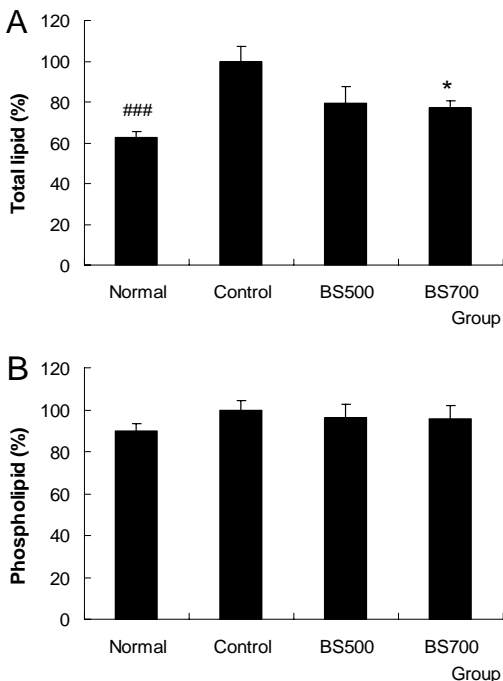 A
Total lipid (%)
120
100
80
60
40
20
0
###
*
Normal Control BS500 BS700
Group
B
Phospholipid (%)
120
100
80
60
40
20
0
Normal Control BS500 BS700
Group